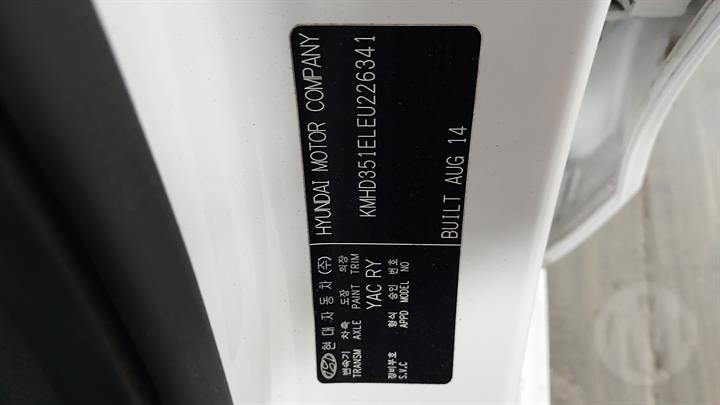 현대자동차(주) HYUNDAI MOTOR COMPANY
변속기 차축 도장 의장
TRANSM AXLE PAINT TRIM
YAC RY
KMHD351ELEU226341
정비부호 형식 승인 번호
S.V.C APPD MODEL NO
BUILT AUG 14